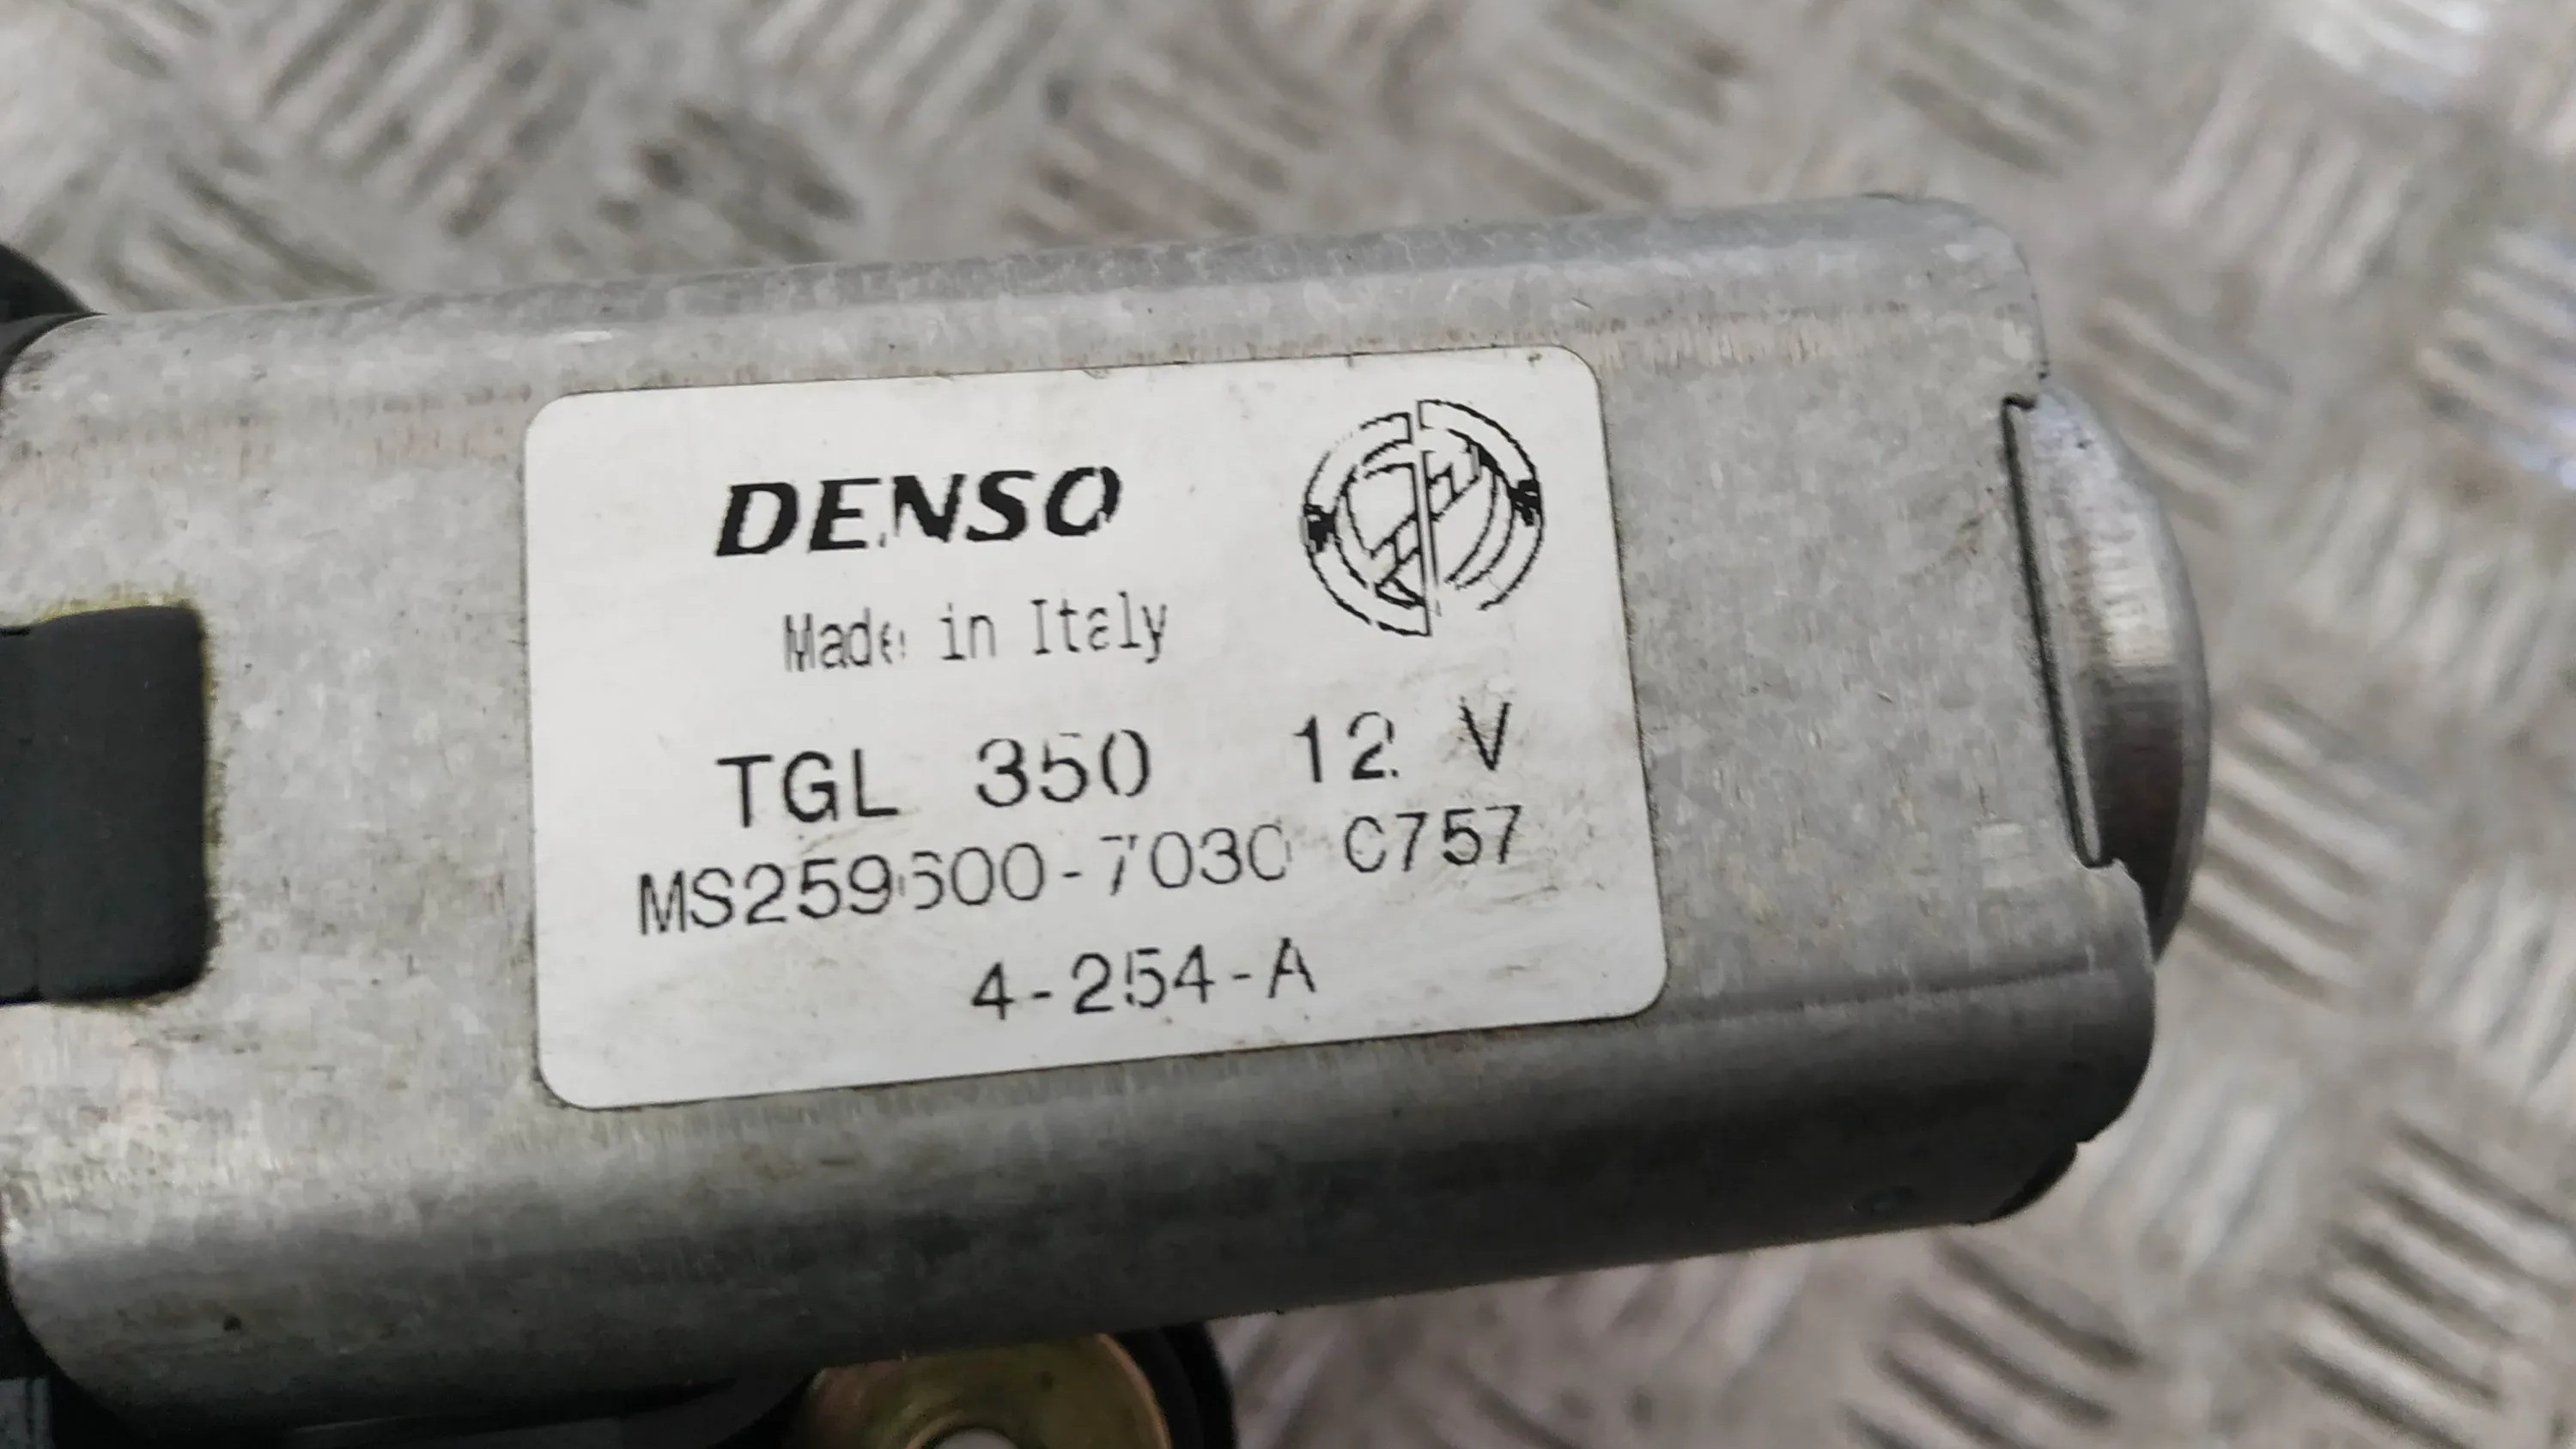 DENSO
Made in Italy
TGL 350 12 V
MS259600-7030 C757
4-254-A